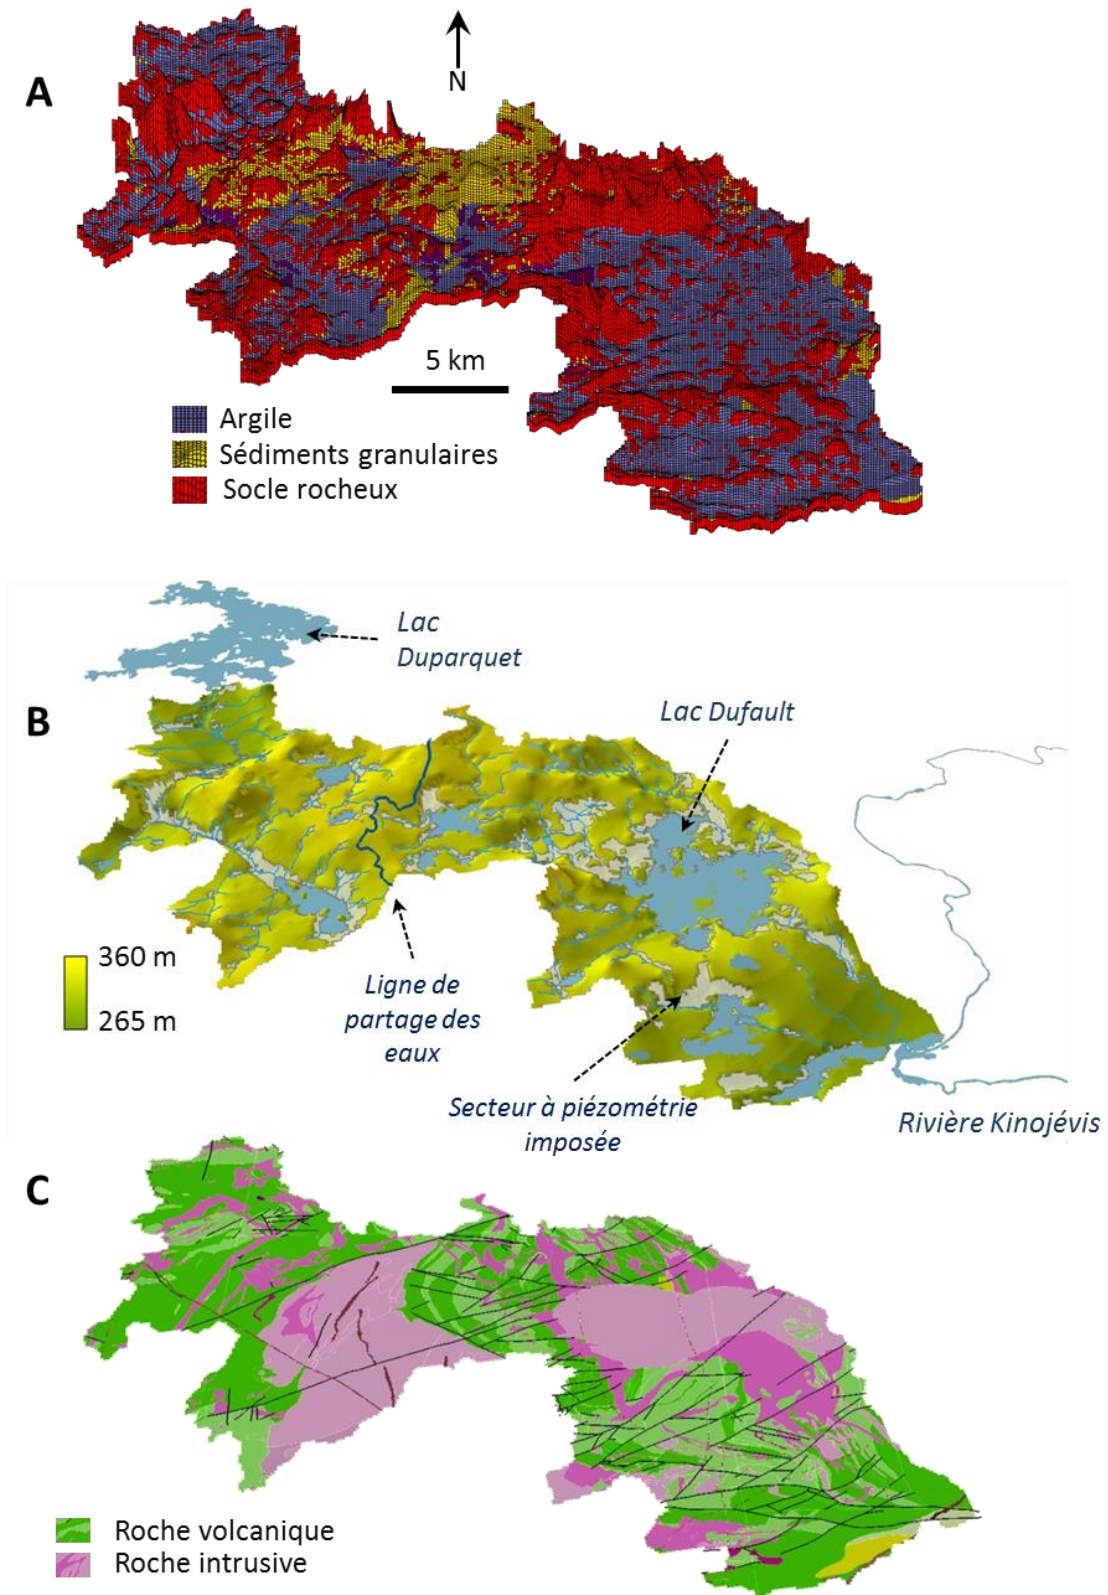 A
N
5 km
Argile
Sédiments granulaires
Socle rocheux
Lac
Duparquet
B
Lac Dufault
360 m
265 m
Ligne de
partage des
eaux
Secteur à piézométrie
imposée
Rivière Kinojévis
C
Roche volcanique
Roche intrusive